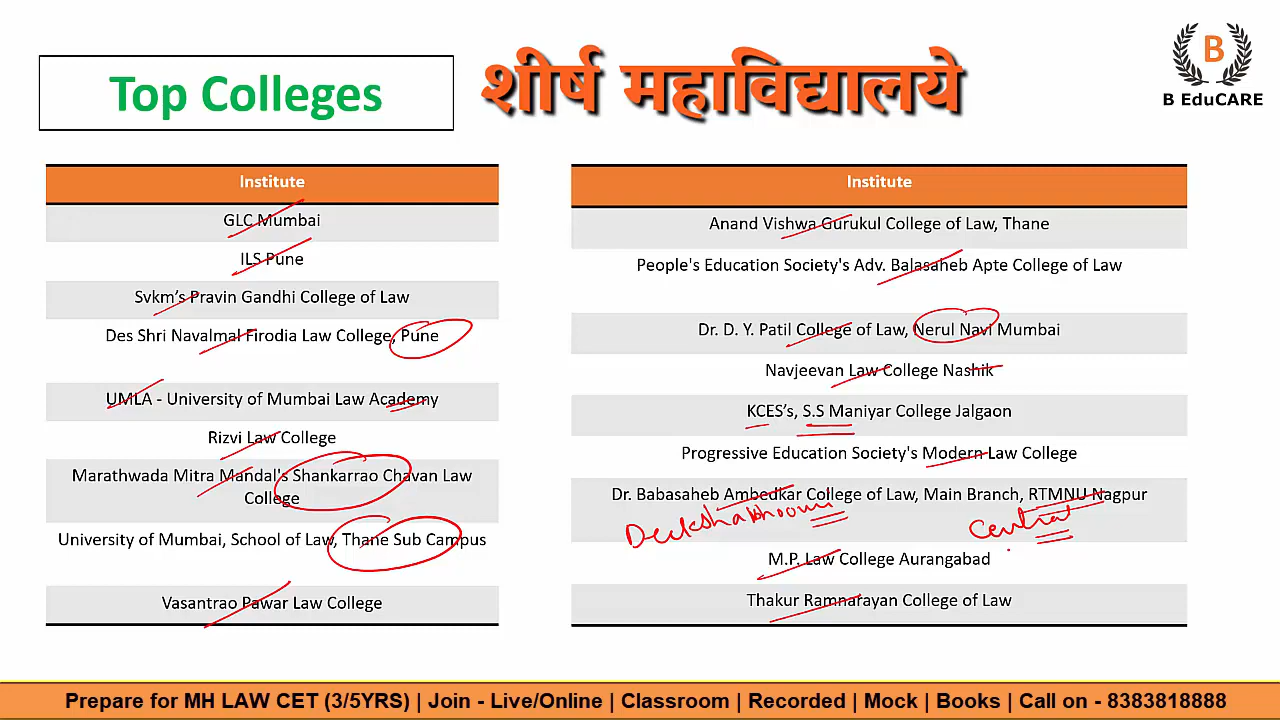 Top Colleges
शीर्ष महाविद्यालये
B
B EduCARE
Institute
GLC Mumbai
ILS Pune
Svkm's Pravin Gandhi College of Law
Des Shri Navalmal Firodia Law College, Pune
UMLA - University of Mumbai Law Academy
Rizvi Law College
Marathwada Mitra Mandal's Shankarrao Chavan Law
College
University of Mumbai, School of Law, Thane Sub Campus
Vasantrao Pawar Law College
Institute
Anand Vishwa Gurukul College of Law, Thane
People's Education Society's Adv. Balasaheb Apte College of Law
Dr. D. Y. Patil College of Law, Nerul Navi Mumbai
Navjeevan Law College Nashik
KCES's, S.S Maniyar College Jalgaon
Progressive Education Society's Modern Law College
Dr. Babasaheb Ambedkar College of Law, Main Branch, RTMNU Nagpur
Deekshabhoomi Central
M.P. Law College Aurangabad
Thakur Ramnarayan College of Law
Prepare for MH LAW CET (3/5YRS) | Join - Live/Online | Classroom | Recorded | Mock | Books | Call on - 8383818888